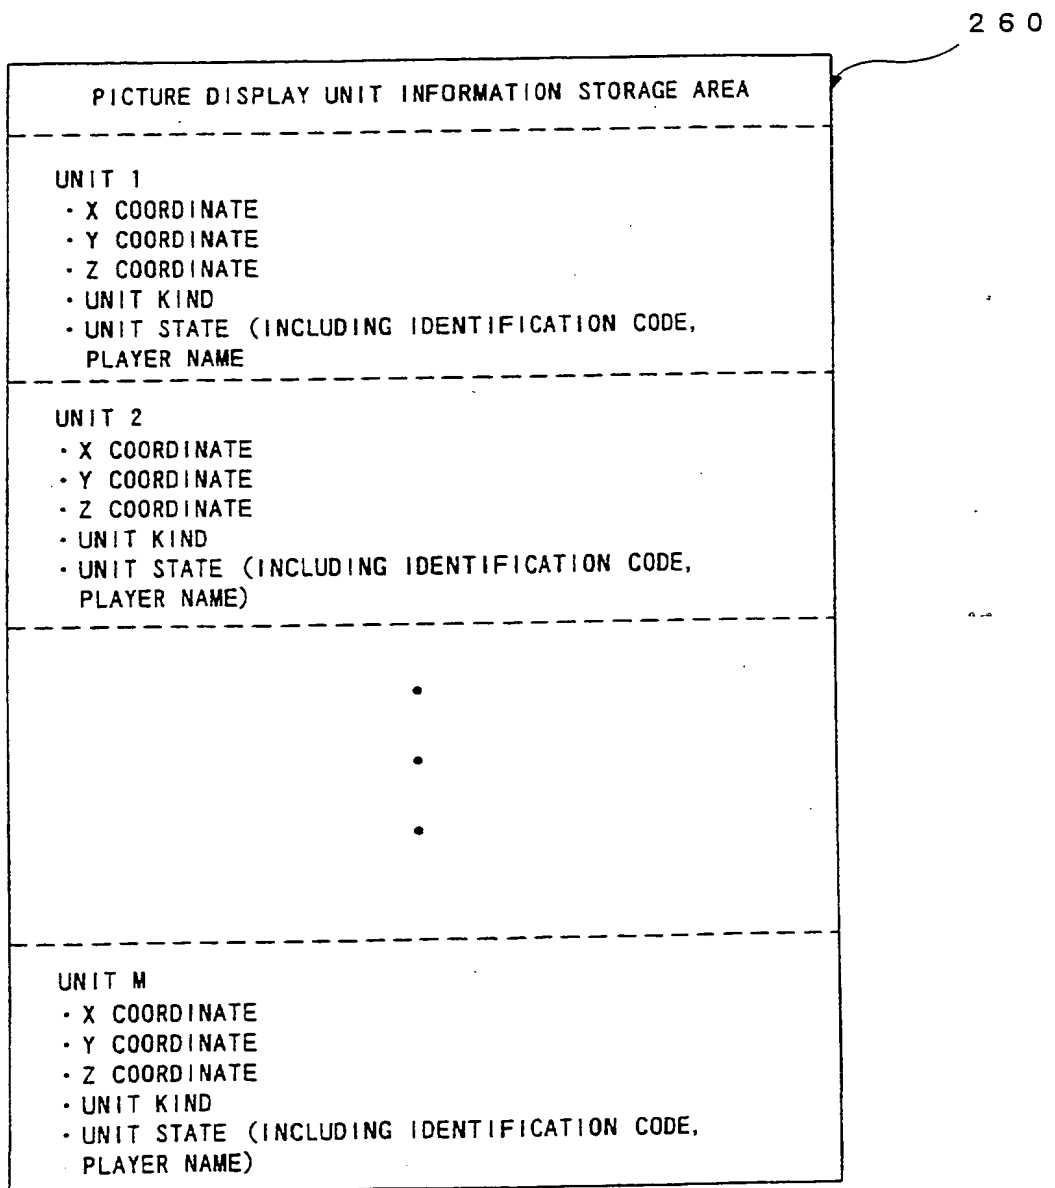 ２６０
PICTURE DISPLAY UNIT INFORMATION STORAGE AREA
UNIT 1
・X COORDINATE
・Y COORDINATE
・Z COORDINATE
・UNIT KIND
・UNIT STATE (INCLUDING IDENTIFICATION CODE,
PLAYER NAME
UNIT 2
・X COORDINATE
・Y COORDINATE
・Z COORDINATE
・UNIT KIND
・UNIT STATE (INCLUDING IDENTIFICATION CODE,
PLAYER NAME)
UNIT M
・X COORDINATE
・Y COORDINATE
・Z COORDINATE
・UNIT KIND
・UNIT STATE (INCLUDING IDENTIFICATION CODE,
PLAYER NAME)